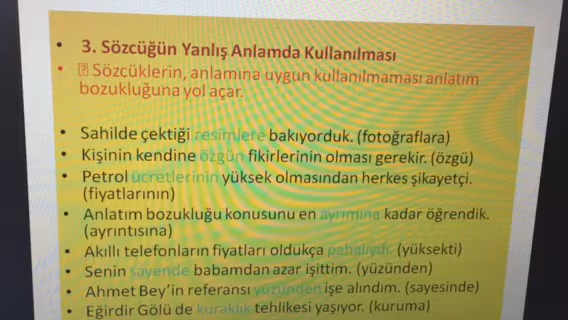 3. Sözcüğün Yanlış Anlamda Kullanılması
Sözcüklerin, anlamına uygun kullanılmaması anlatım
bozukluğuna yol açar.
Sahilde çektiği resimlere bakıyorduk. (fotoğraflara)
Kişinin kendine özgün fikirlerinin olması gerekir. (özgü)
Petrol ücretlerinin yüksek olmasından herkes şikayetçi.
(fiyatlarının)
Anlatım bozukluğu konusunu en ayrımına kadar öğrendik.
(ayrıntısına)
Akıllı telefonların fiyatları oldukça pahalıydı. (yüksekti)
Senin sayende babamdan azar işittim. (yüzünden)
Ahmet Bey'in referansı yüzünden işe alındım. (sayesinde)
Eğirdir Gölü de kuraklık tehlikesi yaşıyor. (kuruma)